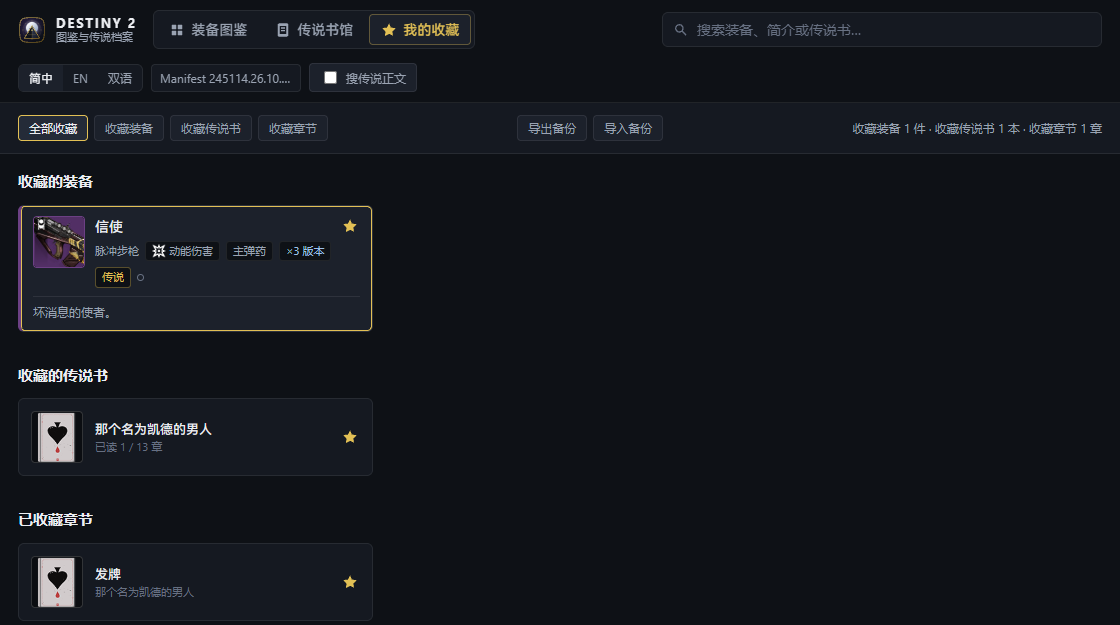 DESTINY 2
图鉴与传说档案
装备图鉴
传说书馆
我的收藏
搜索装备、简介或传说书...
简中
EN
双语
Manifest 245114.26.10....
搜传说正文
全部收藏
收藏装备
收藏传说书
收藏章节
导出备份
导入备份
收藏装备 1 件 · 收藏传说书 1 本 · 收藏章节 1 章
收藏的装备
信使
脉冲步枪
动能伤害
主弹药
×3 版本
传说
坏消息的使者。
收藏的传说书
那个名为凯德的男人
已读 1 / 13 章
已收藏章节
发牌
那个名为凯德的男人